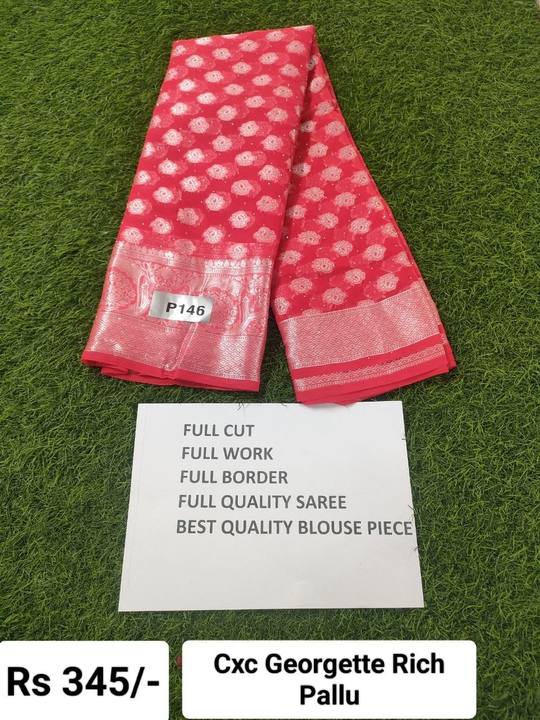 P146
FULL CUT
FULL WORK
FULL BORDER
FULL QUALITY SAREE
BEST QUALITY BLOUSE PIECE
Rs 345/-
Cxc Georgette Rich
Pallu